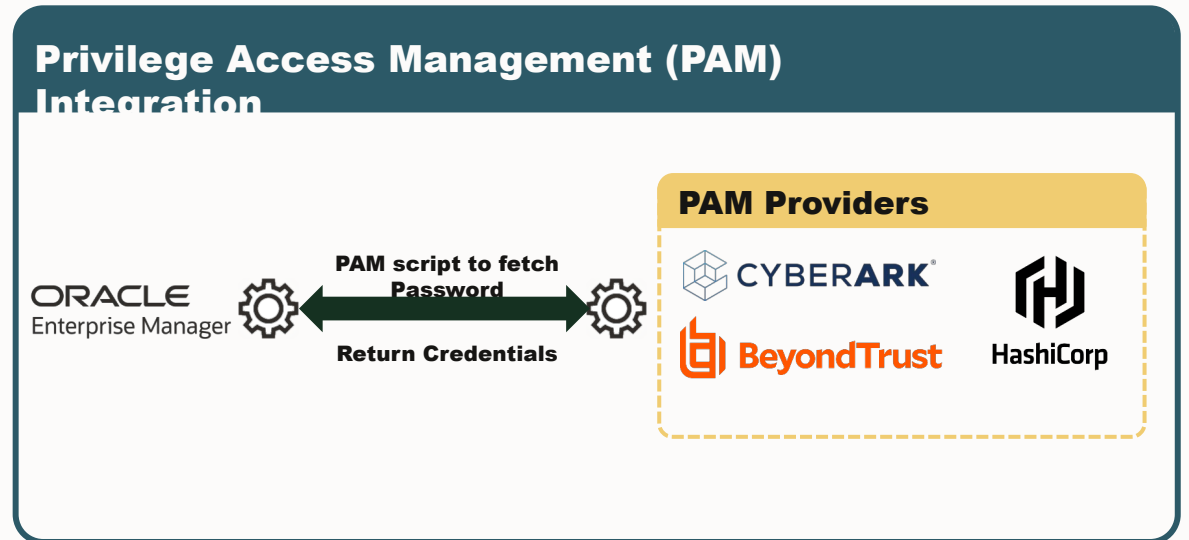 Privilege Access Management (PAM)
Integration
PAM Providers
CYBERARK®
BeyondTrust
HashiCorp
PAM script to fetch
Password
Return Credentials
ORACLE
Enterprise Manager